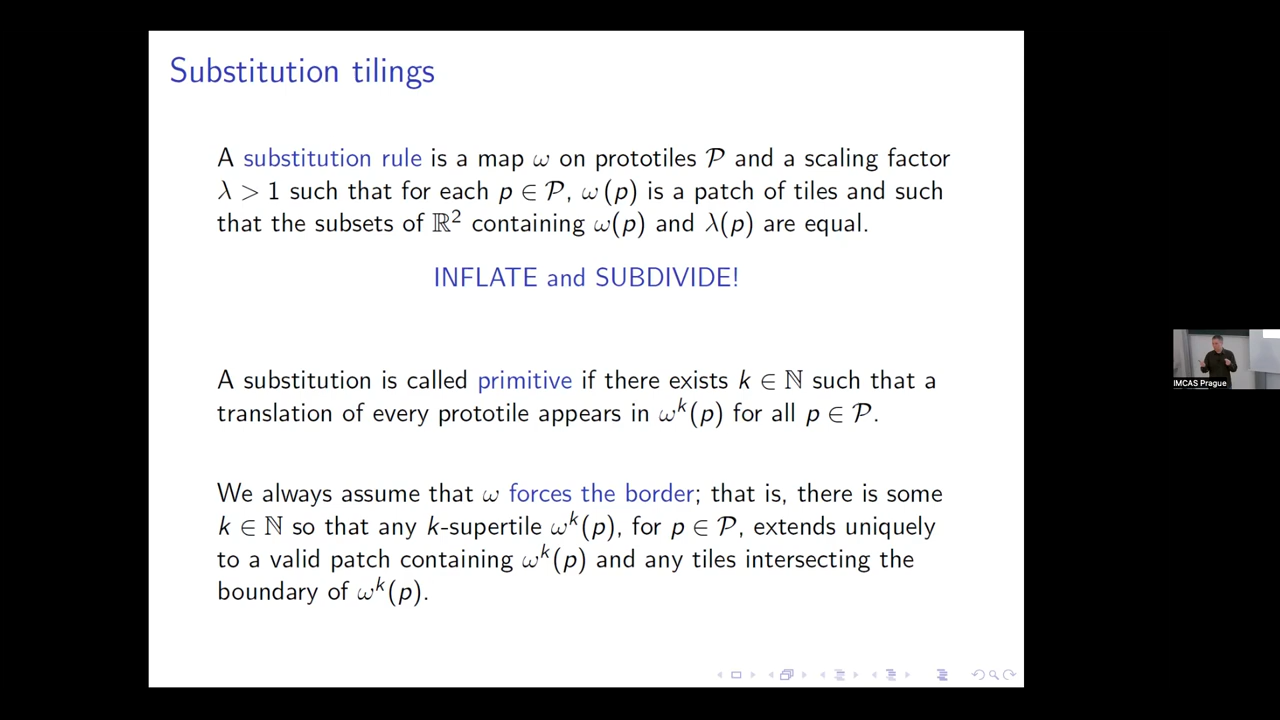 Substitution tilings
A substitution rule is a map ω on prototiles 𝒫 and a scaling factor
λ > 1 such that for each p ∈ 𝒫, ω(p) is a patch of tiles and such
that the subsets of ℝ² containing ω(p) and λ(p) are equal.
INFLATE and SUBDIVIDE!
A substitution is called primitive if there exists k ∈ ℕ such that a
translation of every prototile appears in ωᵏ(p) for all p ∈ 𝒫.
We always assume that ω forces the border; that is, there is some
k ∈ ℕ so that any k-supertile ωᵏ(p), for p ∈ 𝒫, extends uniquely
to a valid patch containing ωᵏ(p) and any tiles intersecting the
boundary of ωᵏ(p).
IMCAS Prague